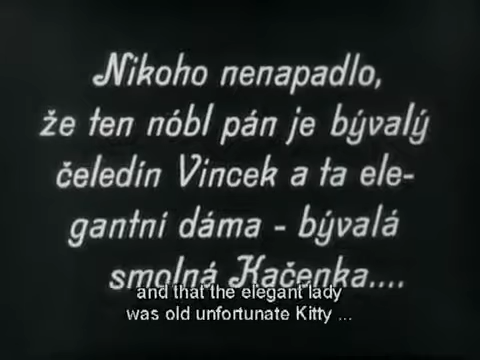 Nikoho nenapadlo,
že ten nóbl pán je bývalý
čeledín Vincek a ta ele-
gantní dáma - bývalá
smolná Kačenka....
and that the elegant lady
was old unfortunate Kitty ...